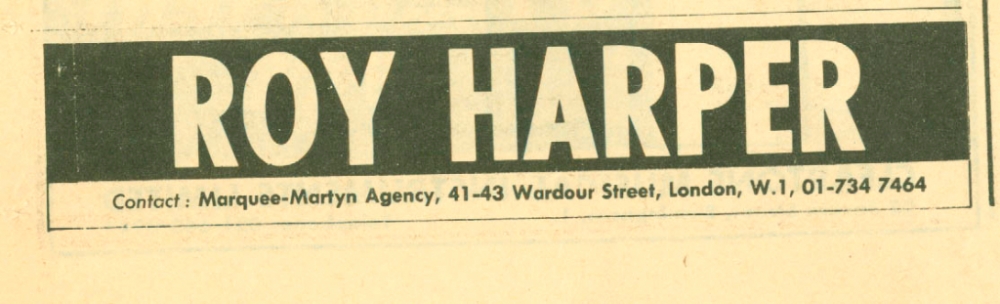 ROY HARPER
Contact : Marquee-Martyn Agency, 41-43 Wardour Street, London, W.1, 01-734 7464